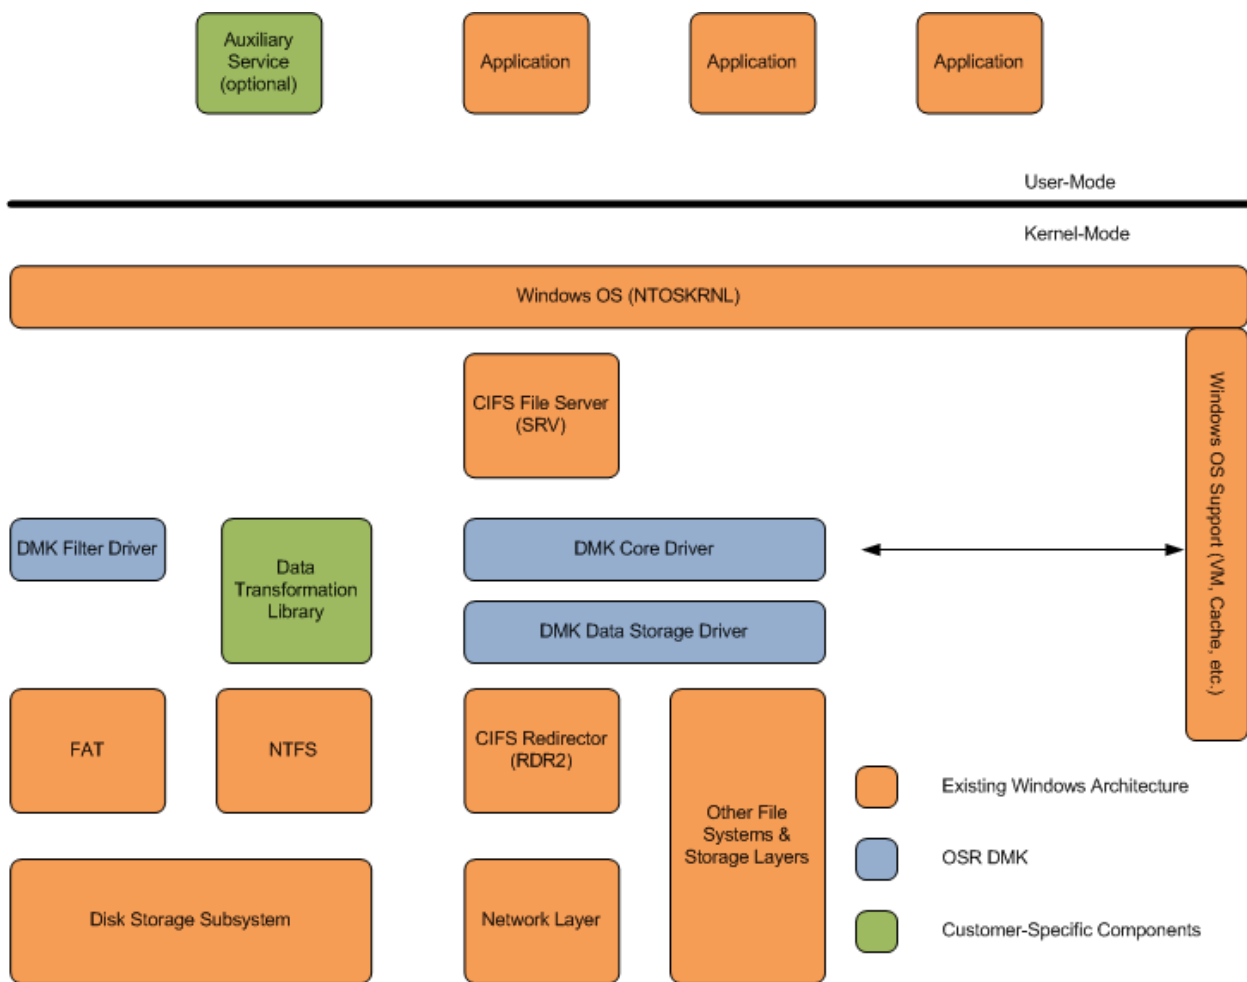 Auxiliary
Service
(optional)
Application
Application
Application
User-Mode
Kernel-Mode
Windows OS (NTOSKRNL)
CIFS File Server
(SRV)
Windows OS Support (VM, Cache, etc.)
DMK Filter Driver
Data
Transformation
Library
DMK Core Driver
DMK Data Storage Driver
FAT
NTFS
CIFS Redirector
(RDR2)
Other File
Systems &
Storage Layers
Disk Storage Subsystem
Network Layer
Existing Windows Architecture
OSR DMK
Customer-Specific Components